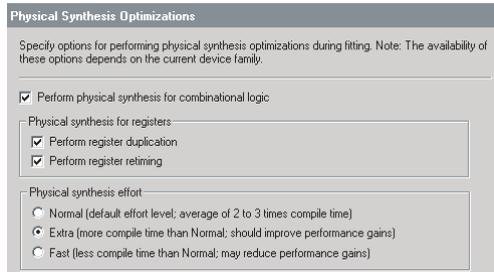 Physical Synthesis Optimizations
Specify options for performing physical synthesis optimizations during fitting. Note: The availability of
these options depends on the current device family.
Perform physical synthesis for combinational logic
Physical synthesis for registers
Perform register duplication
Perform register retiming
Physical synthesis effort
Normal (default effort level; average of 2 to 3 times compile time)
Extra (more compile time than Normal; should improve performance gains)
Fast (less compile time than Normal; may reduce performance gains)